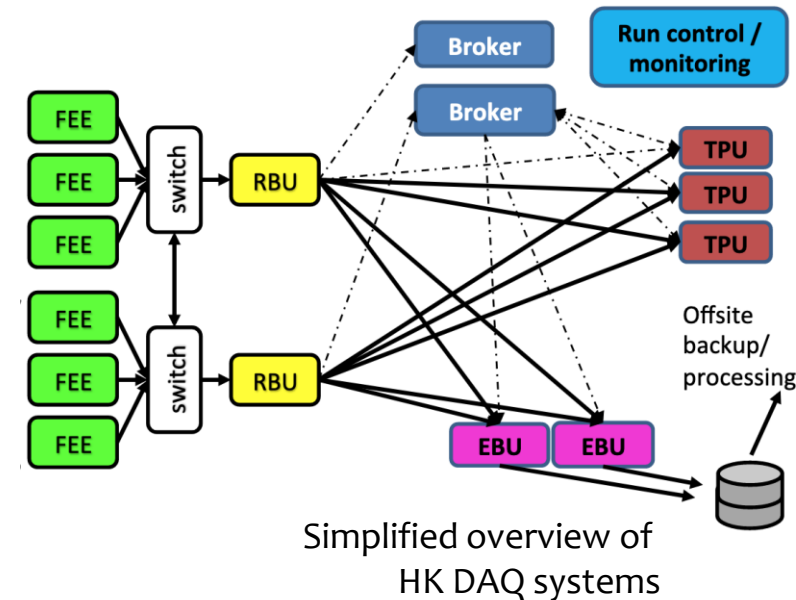 Broker
Run control /
monitoring
FEE
Broker
FEE
switch
RBU
TPU
TPU
FEE
TPU
FEE
Offsite
backup/
processing
FEE
switch
RBU
FEE
EBU
EBU
Simplified overview of
HK DAQ systems